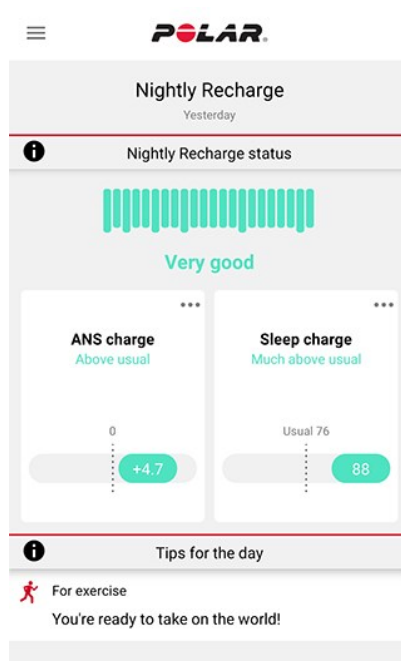 POLAR.
Nightly Recharge
Yesterday
Nightly Recharge status
Very good
ANS charge
Above usual
0
+4.7
Sleep charge
Much above usual
Usual 76
88
Tips for the day
For exercise
You're ready to take on the world!